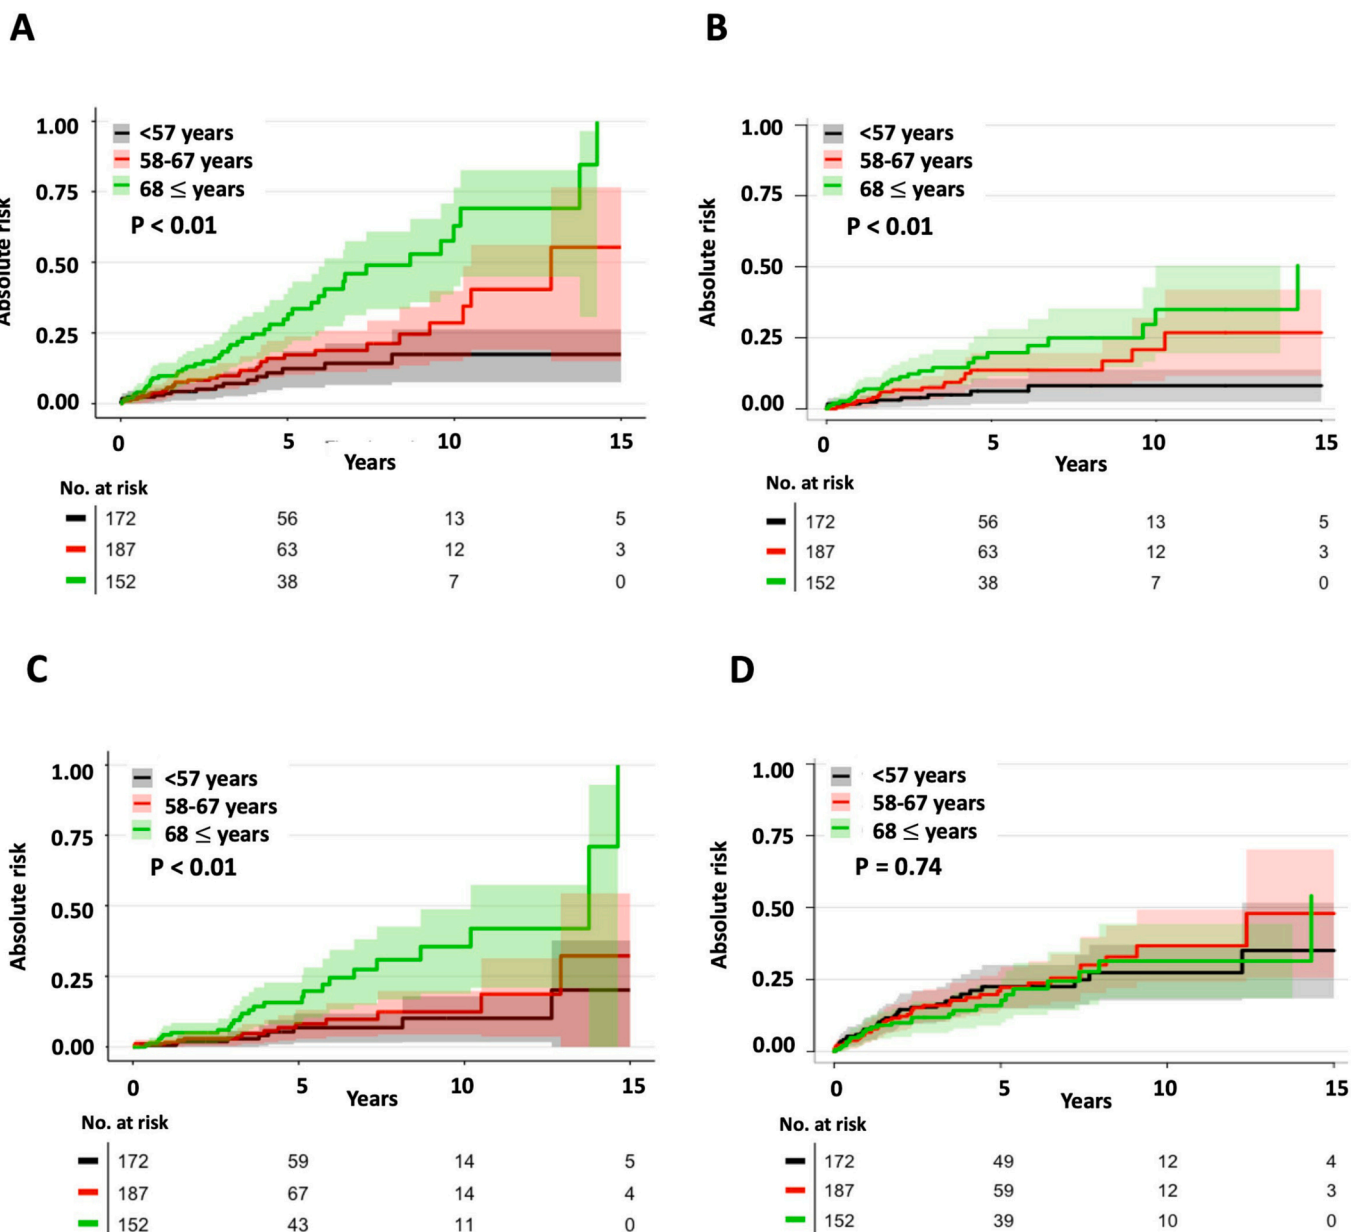 A
Absolute risk
1.00
0.75
0.50
0.25
0.00
<57 years
58-67 years
68 ≤ years
P < 0.01
0 5 10 15
Years
No. at risk
172 56 13 5
187 63 12 3
152 38 7 0
B
Absolute risk
1.00
0.75
0.50
0.25
0.00
<57 years
58-67 years
68 ≤ years
P < 0.01
0 5 10 15
Years
No. at risk
172 56 13 5
187 63 12 3
152 38 7 0
C
Absolute risk
1.00
0.75
0.50
0.25
0.00
<57 years
58-67 years
68 ≤ years
P < 0.01
0 5 10 15
Years
No. at risk
172 59 14 5
187 67 14 4
152 43 11 0
D
Absolute risk
1.00
0.75
0.50
0.25
0.00
<57 years
58-67 years
68 ≤ years
P = 0.74
0 5 10 15
Years
No. at risk
172 49 12 4
187 59 12 3
152 39 10 0